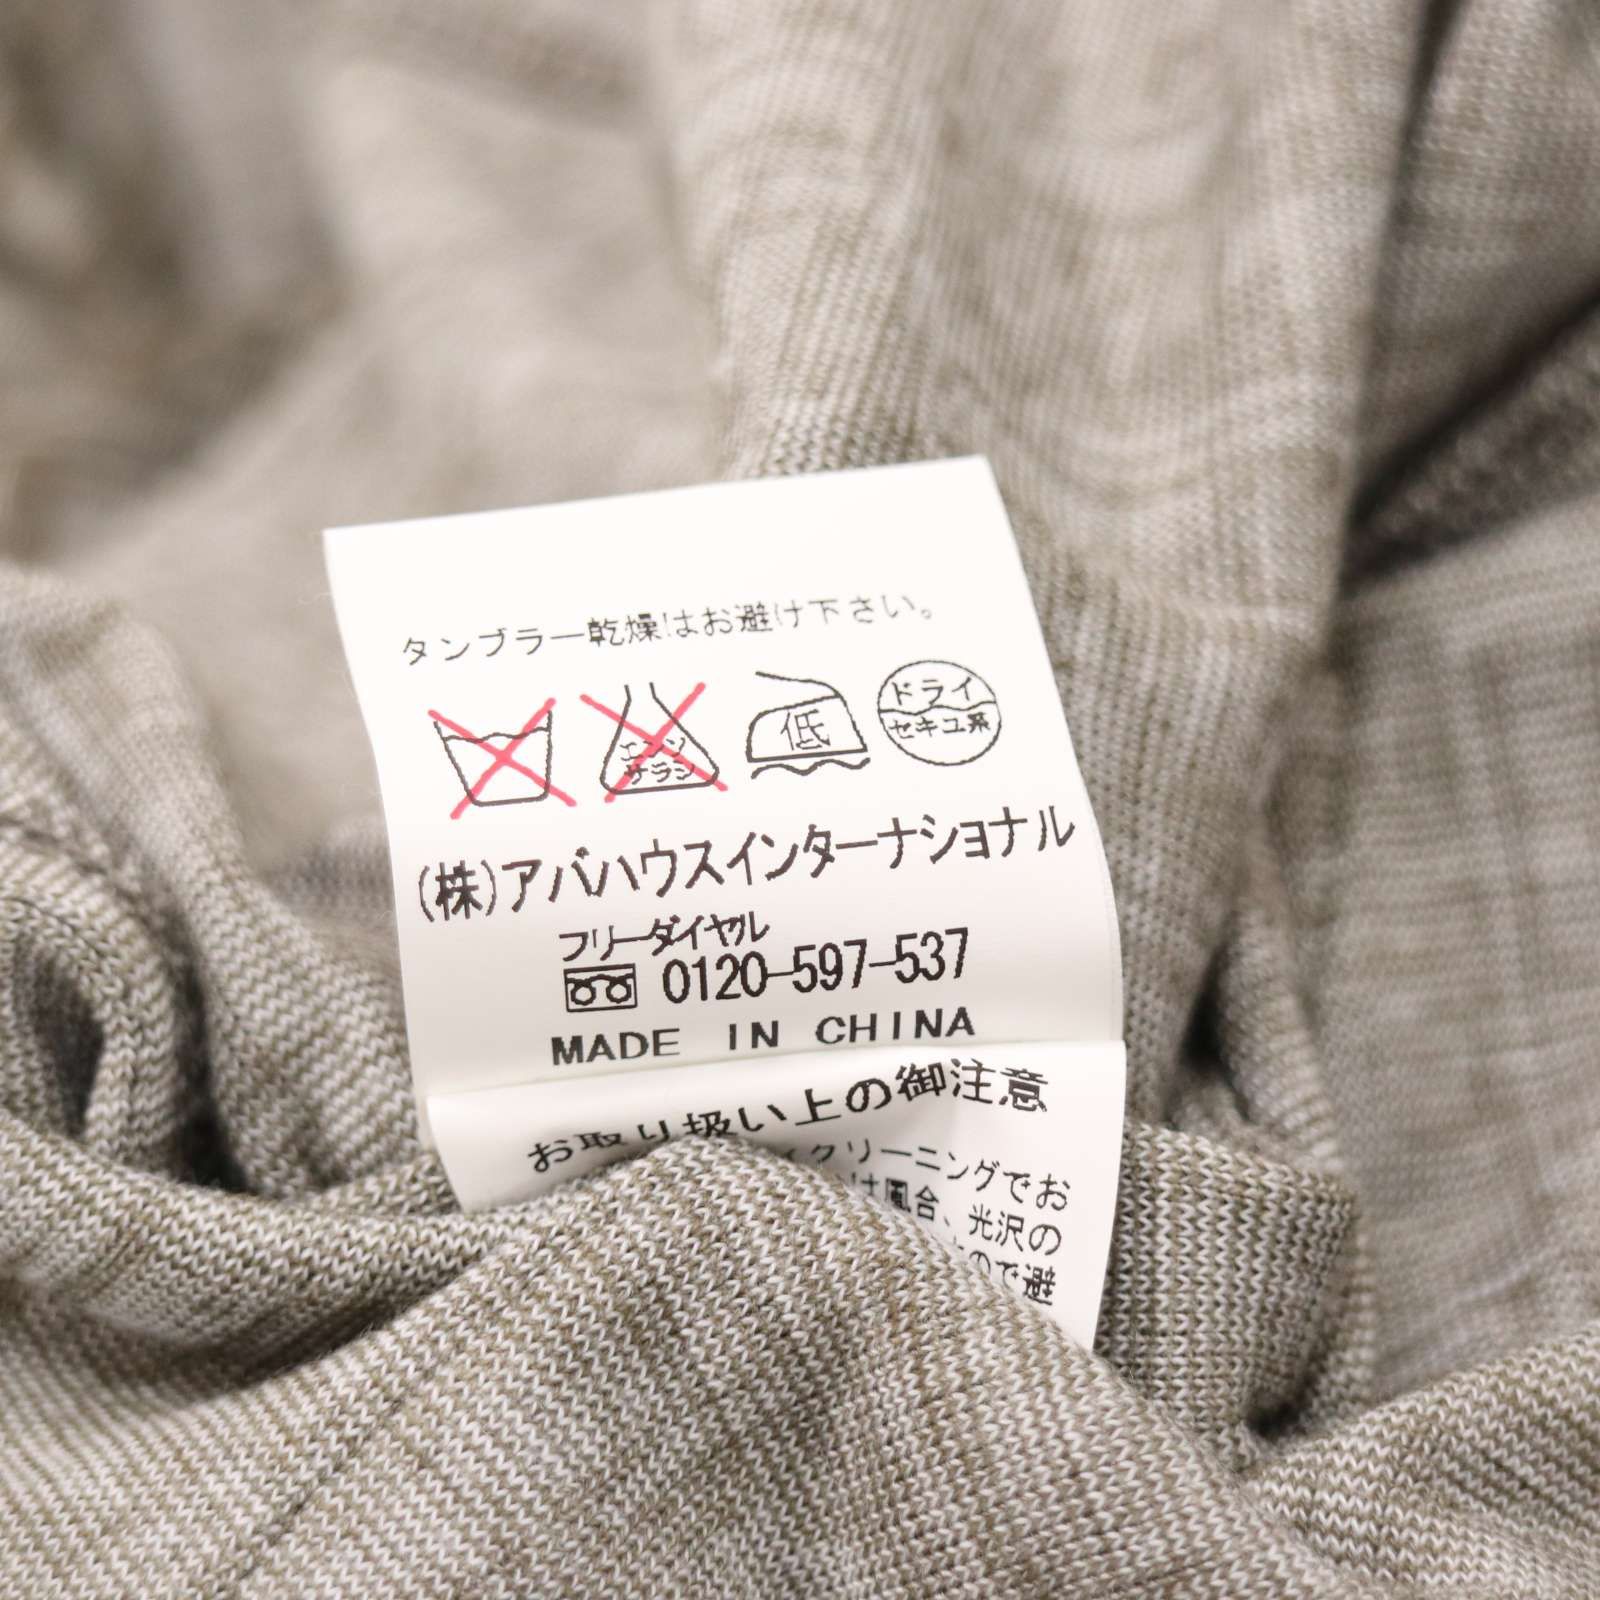 タンブラー乾燥はお避け下さい。
エンソ
サラシ
低
ドライ
セキユ系
(株)アバハウスインターナショナル
フリーダイヤル
0120-597-537
MADE IN CHINA
お取り扱い上の御注意
クリーニングでお
は風合、光沢の
ので避